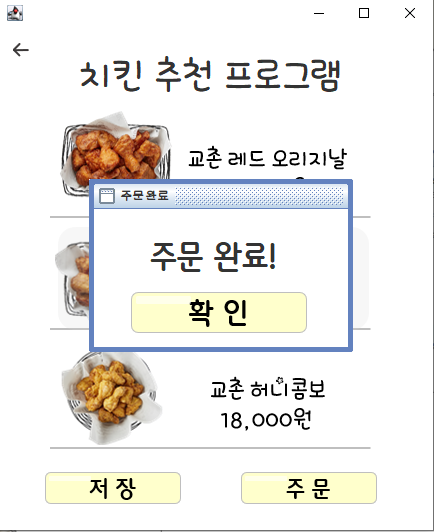 치킨 추천 프로그램
교촌 레드 오리지날
주문완료
주문 완료!
확 인
교촌 허니콤보
18,000원
저 장
주 문